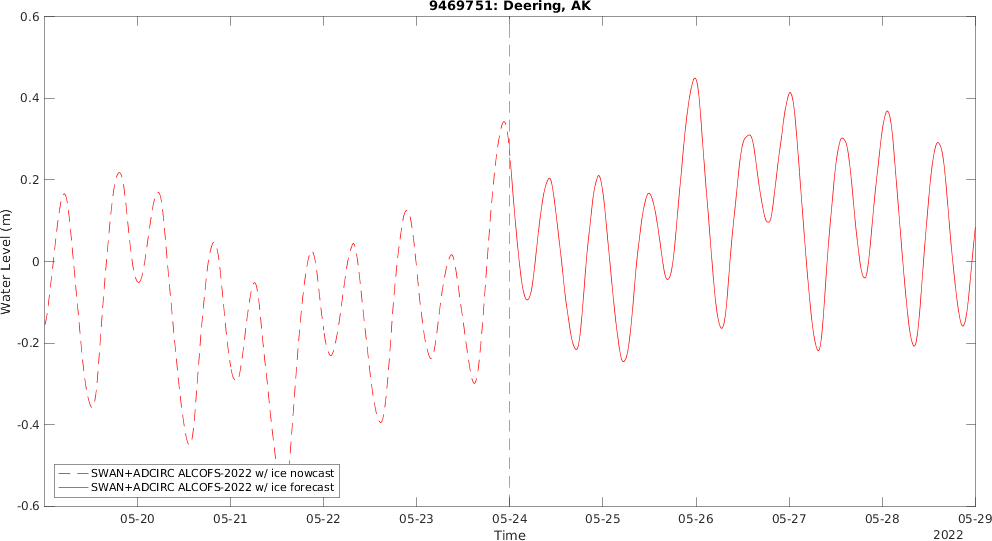 9469751: Deering, AK
0.6
0.4
0.2
0
-0.2
-0.4
-0.6
Water Level (m)
SWAN+ADCIRC ALCOFS-2022 w/ ice nowcast
SWAN+ADCIRC ALCOFS-2022 w/ ice forecast
05-20 05-21 05-22 05-23 05-24 05-25 05-26 05-27 05-28 05-29
Time
2022